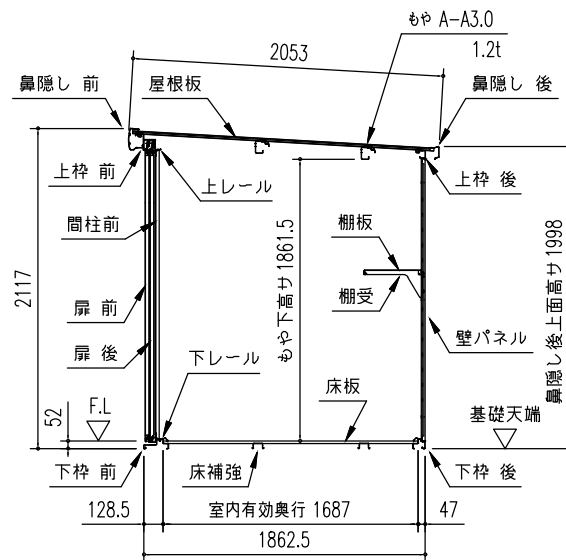 もや A-A3.0
2053
1.2t
鼻隠し 前
屋根板
鼻隠し 後
上枠 前
上レール
上枠 後
間柱前
棚板
棚受
もや下高サ1861.5
鼻隠し後上面高サ1998
2117
扉 前
壁パネル
扉 後
下レール
床板
52
F.L
基礎天端
下枠 前
床補強
下枠 後
128.5
室内有効奥行 1687
47
1862.5